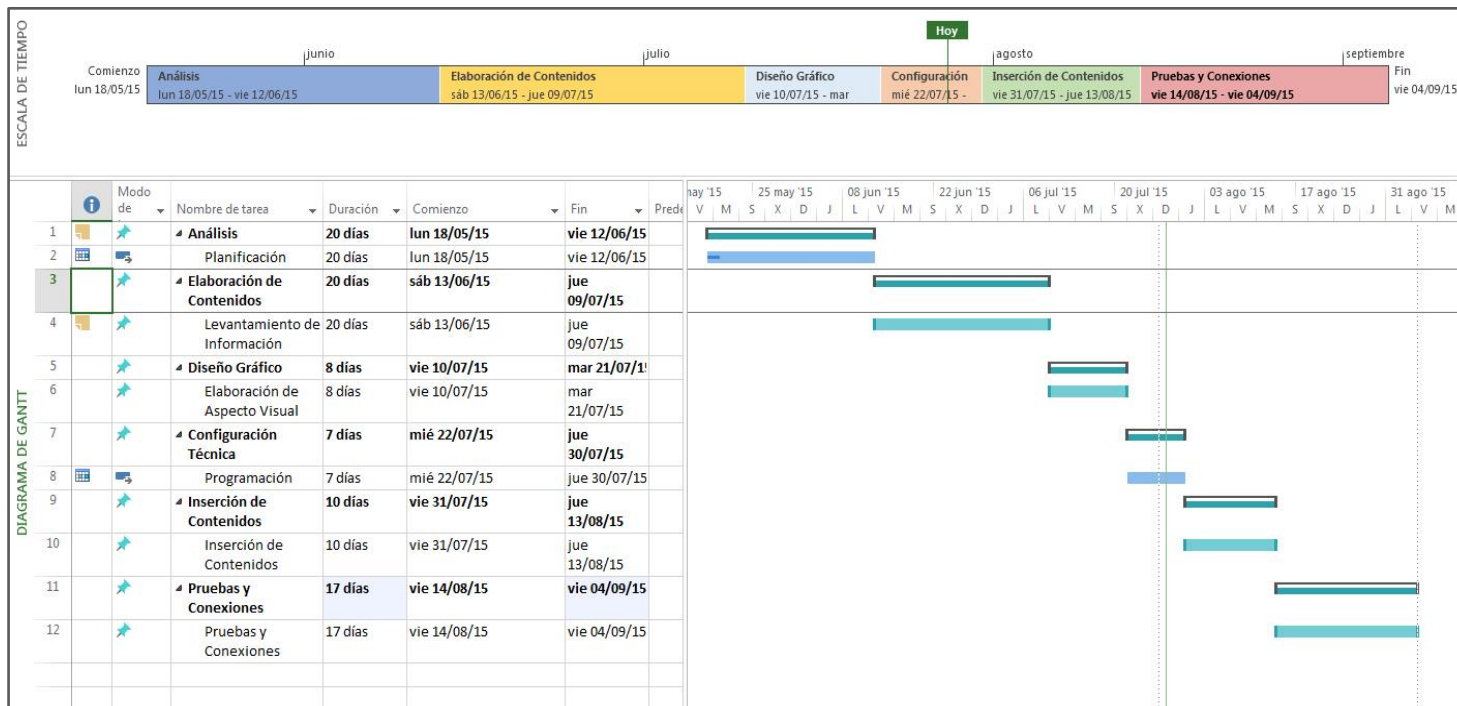 ESCALA DE TIEMPO
Hoy
junio
julio
agosto
septiembre
Comienzo
lun 18/05/15
Análisis
lun 18/05/15 - vie 12/06/15
Elaboración de Contenidos
sáb 13/06/15 - jue 09/07/15
Diseño Gráfico
vie 10/07/15 - mar
Configuración
mié 22/07/15 -
Inserción de Contenidos
vie 31/07/15 - jue 13/08/15
Pruebas y Conexiones
vie 14/08/15 - vie 04/09/15
Fin
vie 04/09/15
DIAGRAMA DE GANTT
Modo
de
Nombre de tarea
Duración
Comienzo
Fin
Prede
may '15
25 may '15
08 jun '15
22 jun '15
06 jul '15
20 jul '15
03 ago '15
17 ago '15
31 ago '15
V M S X D J L V M S X D J L V M S X D J L V M S X D J L V M
1 Análisis 20 días lun 18/05/15 vie 12/06/15
2 Planificación 20 días lun 18/05/15 vie 12/06/15
3 Elaboración de 20 días sáb 13/06/15 jue
Contenidos 09/07/15
4 Levantamiento de 20 días sáb 13/06/15 jue
Información 09/07/15
5 Diseño Gráfico 8 días vie 10/07/15 mar 21/07/1
6 Elaboración de 8 días vie 10/07/15 mar
Aspecto Visual 21/07/15
7 Configuración 7 días mié 22/07/15 jue
Técnica 30/07/15
8 Programación 7 días mié 22/07/15 jue 30/07/15
9 Inserción de 10 días vie 31/07/15 jue
Contenidos 13/08/15
10 Inserción de 10 días vie 31/07/15 jue
Contenidos 13/08/15
11 Pruebas y 17 días vie 14/08/15 vie 04/09/15
Conexiones
12 Pruebas y 17 días vie 14/08/15 vie 04/09/15
Conexiones